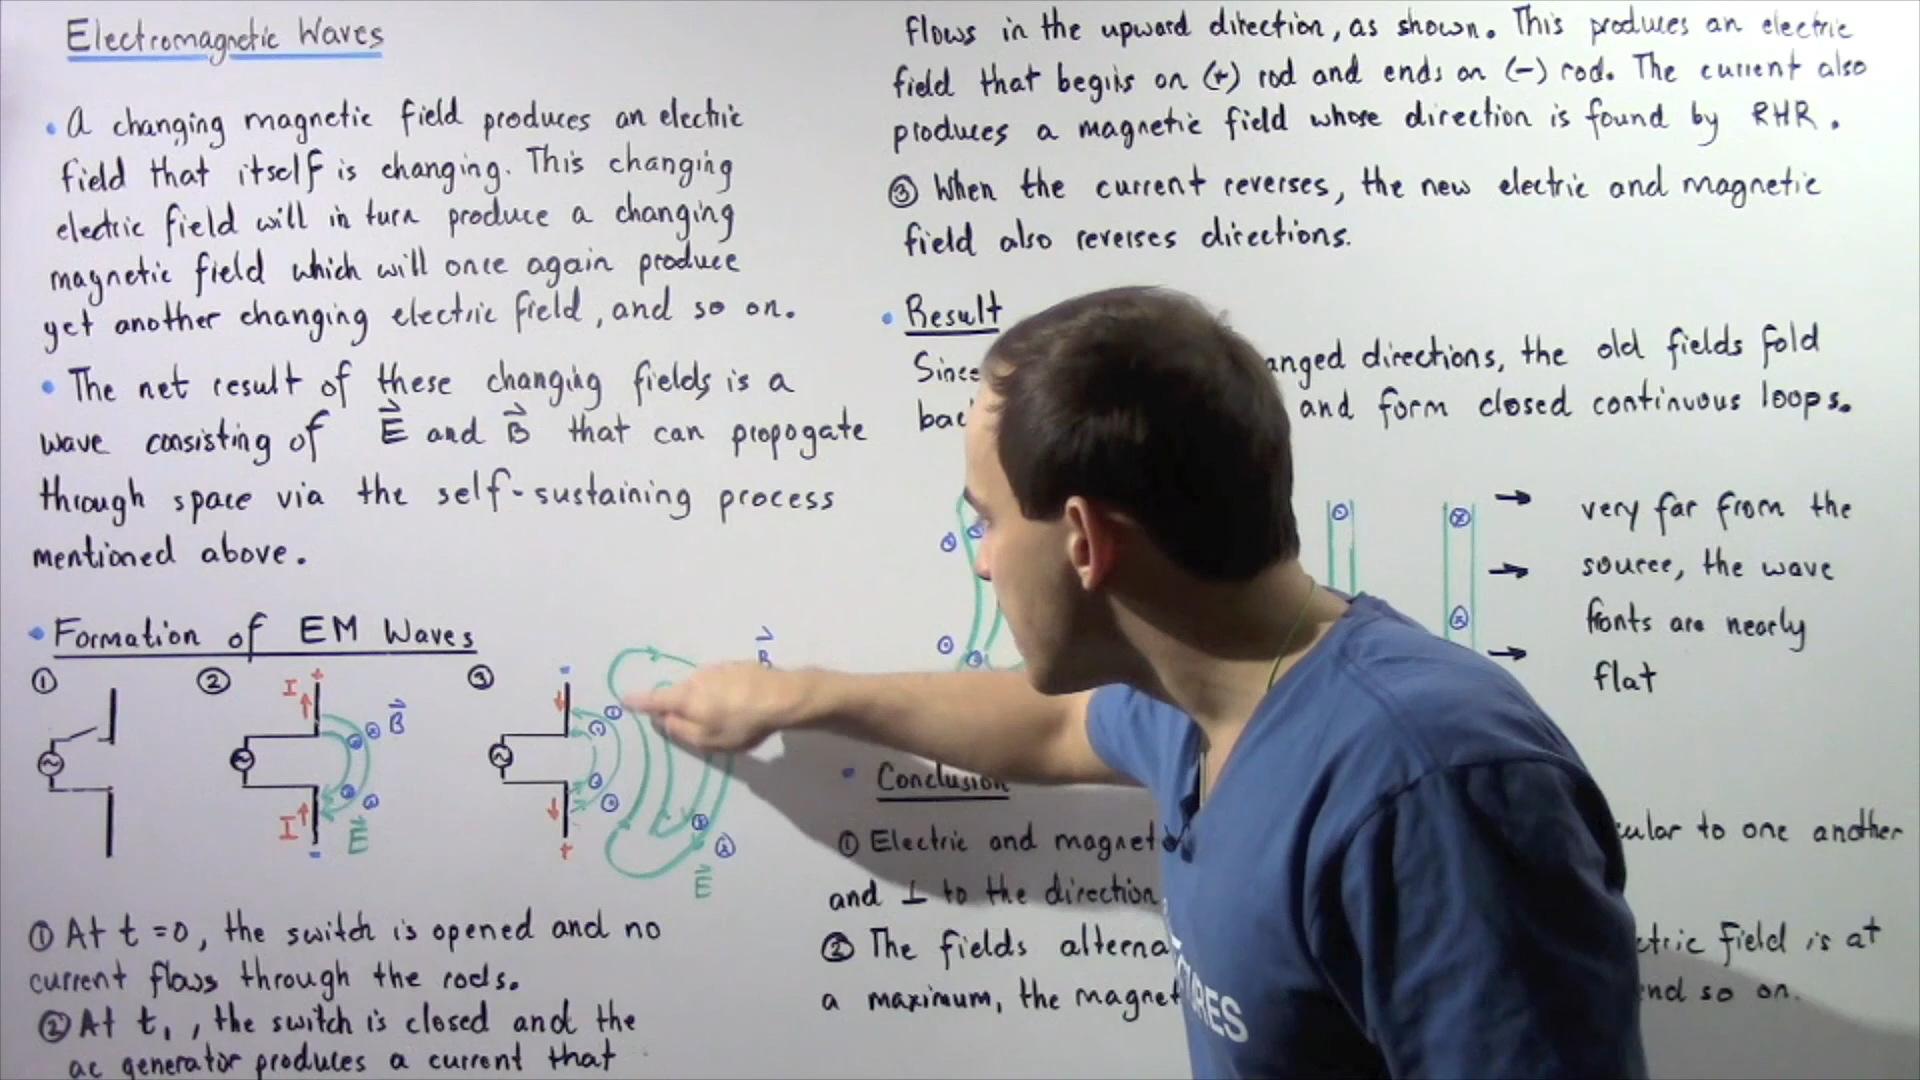 Electromagnetic Waves
• A changing magnetic field produces an electric
field that itself is changing. This changing
electric field will in turn produce a changing
magnetic field which will once again produce
yet another changing electric field, and so on.
• The net result of these changing fields is a
wave consisting of E and B that can propogate
through space via the self-sustaining process
mentioned above.
• Formation of EM Waves
① ② ③
I + B
I - E
- B
+ E
① At t=0, the switch is opened and no
current flows through the rods.
② At t₁, the switch is closed and the
ac generator produces a current that
flows in the upward direction, as shown. This produces an electric
field that begins on (+) rod and ends on (-) rod. The current also
produces a magnetic field whose direction is found by RHR.
③ When the current reverses, the new electric and magnetic
field also reverses directions.
• Result
Since anged directions, the old fields fold
bac and form closed continuous loops.
very far from the
source, the wave
fronts are nearly
flat
• Conclusion
① Electric and magnet cular to one another
and ⊥ to the direction
② The fields alterna ctric field is at
a maximum, the magnet and so on.